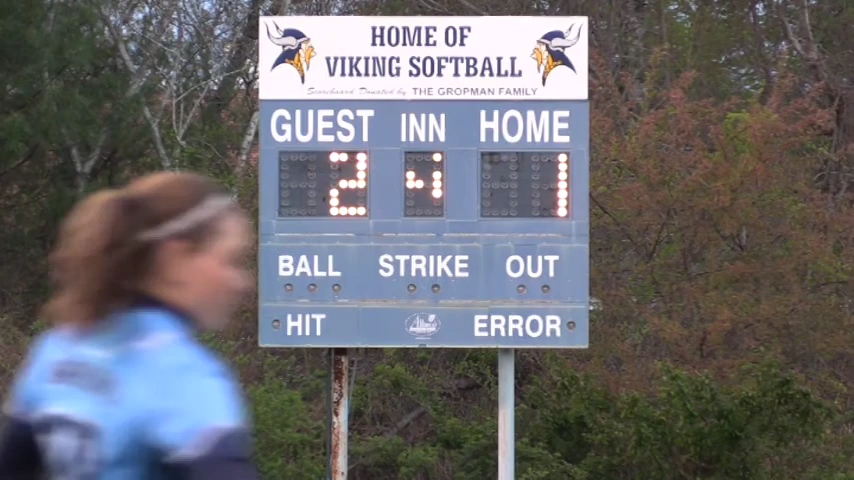 HOME OF
VIKING SOFTBALL
Scoreboard Donated by THE GROPMAN FAMILY
GUEST INN HOME
2 4 1
BALL STRIKE OUT
HIT ERROR